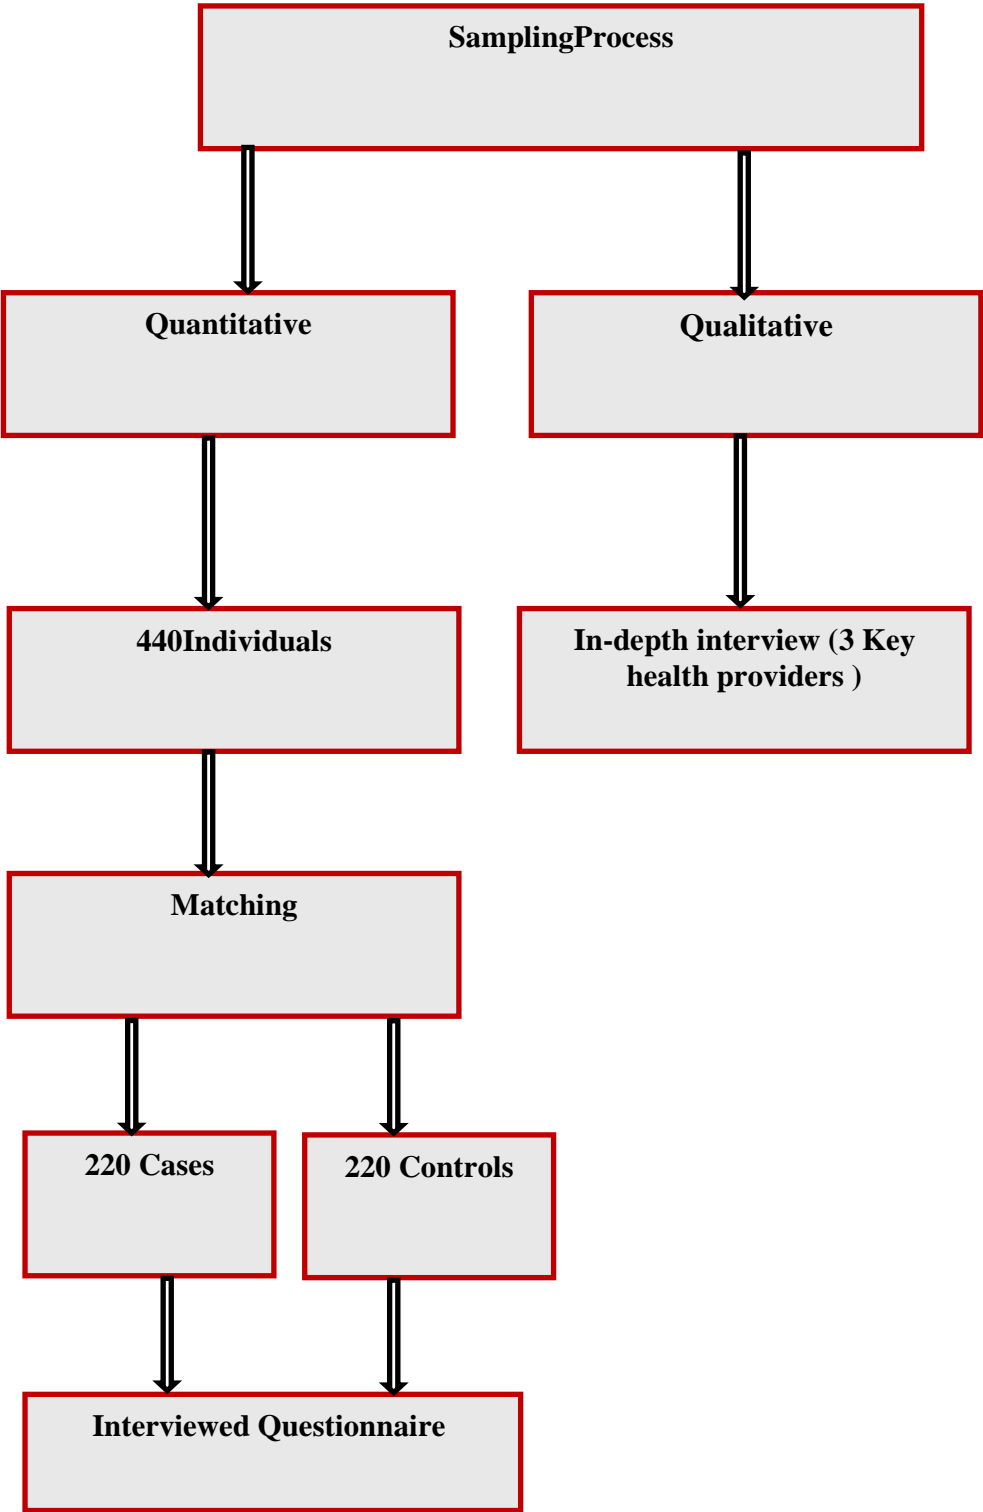 SamplingProcess
Quantitative
Qualitative
440Individuals
In-depth interview (3 Key
health providers )
Matching
220 Cases
220 Controls
Interviewed Questionnaire